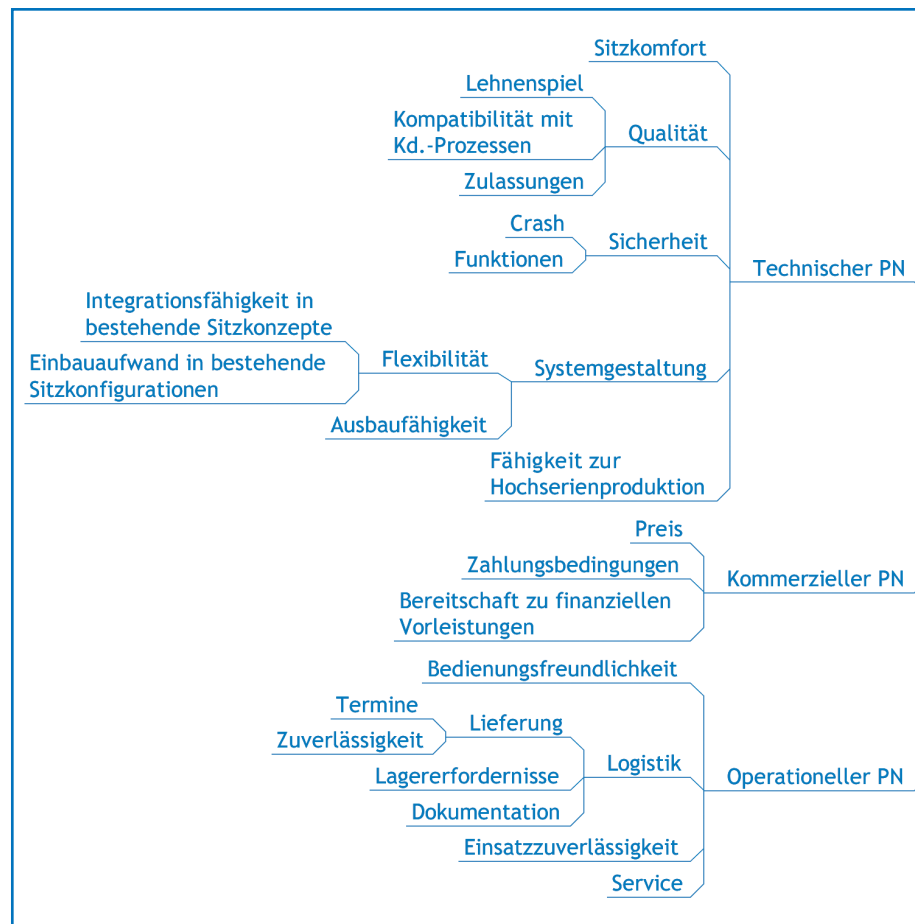 Sitzkomfort
Lehnenspiel
Kompatibilität mit
Kd.-Prozessen
Qualität
Zulassungen
Crash
Sicherheit
Funktionen
Technischer PN
Integrationsfähigkeit in
bestehende Sitzkonzepte
Flexibilität
Einbauaufwand in bestehende
Sitzkonfigurationen
Systemgestaltung
Ausbaufähigkeit
Fähigkeit zur
Hochserienproduktion
Preis
Zahlungsbedingungen
Kommerzieller PN
Bereitschaft zu finanziellen
Vorleistungen
Bedienungsfreundlichkeit
Termine
Lieferung
Zuverlässigkeit
Logistik
Lagererfordernisse
Operationeller PN
Dokumentation
Einsatzzuverlässigkeit
Service